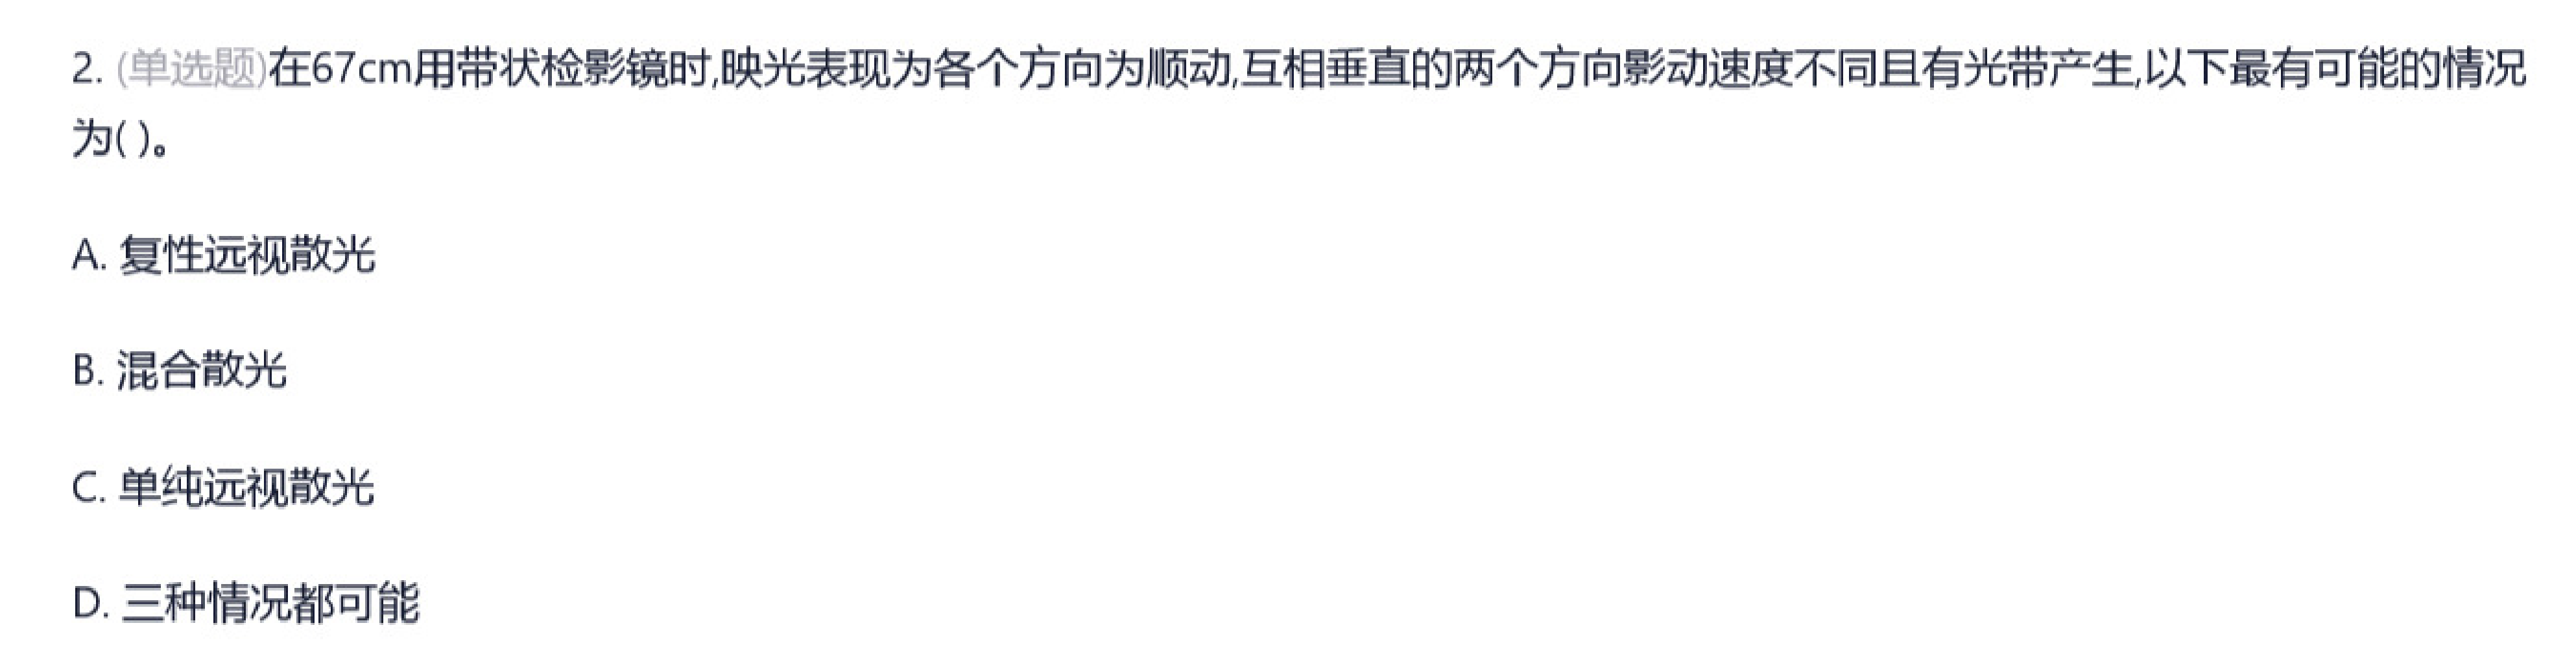 2. (单选题)在67cm用带状检影镜时,映光表现为各个方向为顺动,互相垂直的两个方向影动速度不同且有光带产生,以下最有可能的情况
为( )。
A. 复性远视散光
B. 混合散光
C. 单纯远视散光
D. 三种情况都可能